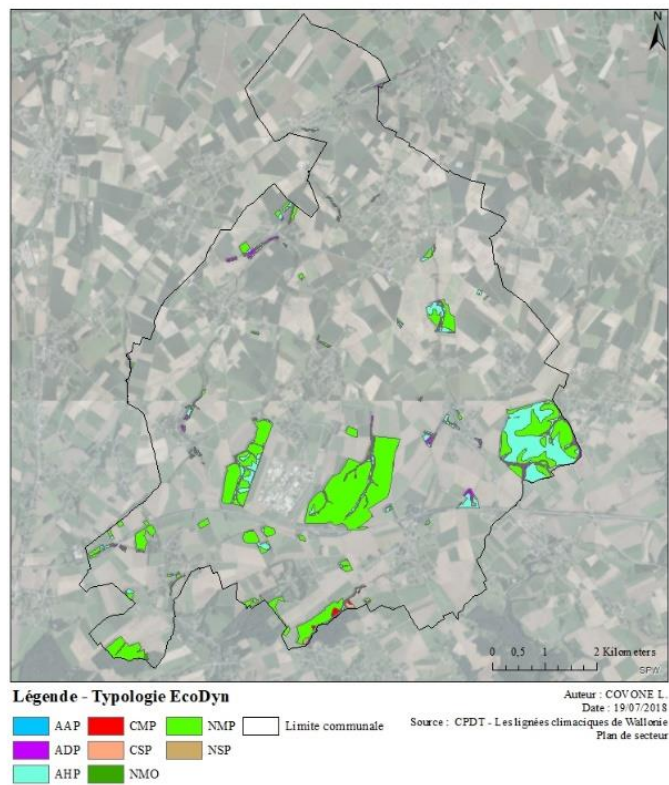 N
0 0,5 1 2 Kilometers
SPW
Légende - Typologie EcoDyn
AAP CMP NMP Limite communale
ADP CSP NSP
AHP NMO
Auteur : COVONE L.
Date : 19/07/2018
Source : CPDT - Les lignées climaciques de Wallonie
Plan de secteur